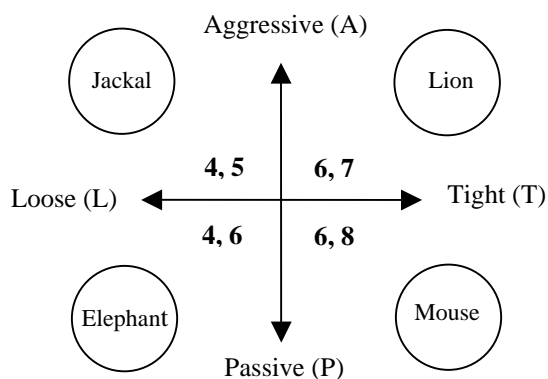 Aggressive (A)
Jackal
Lion
4, 5
6, 7
Loose (L)
Tight (T)
4, 6
6, 8
Elephant
Mouse
Passive (P)